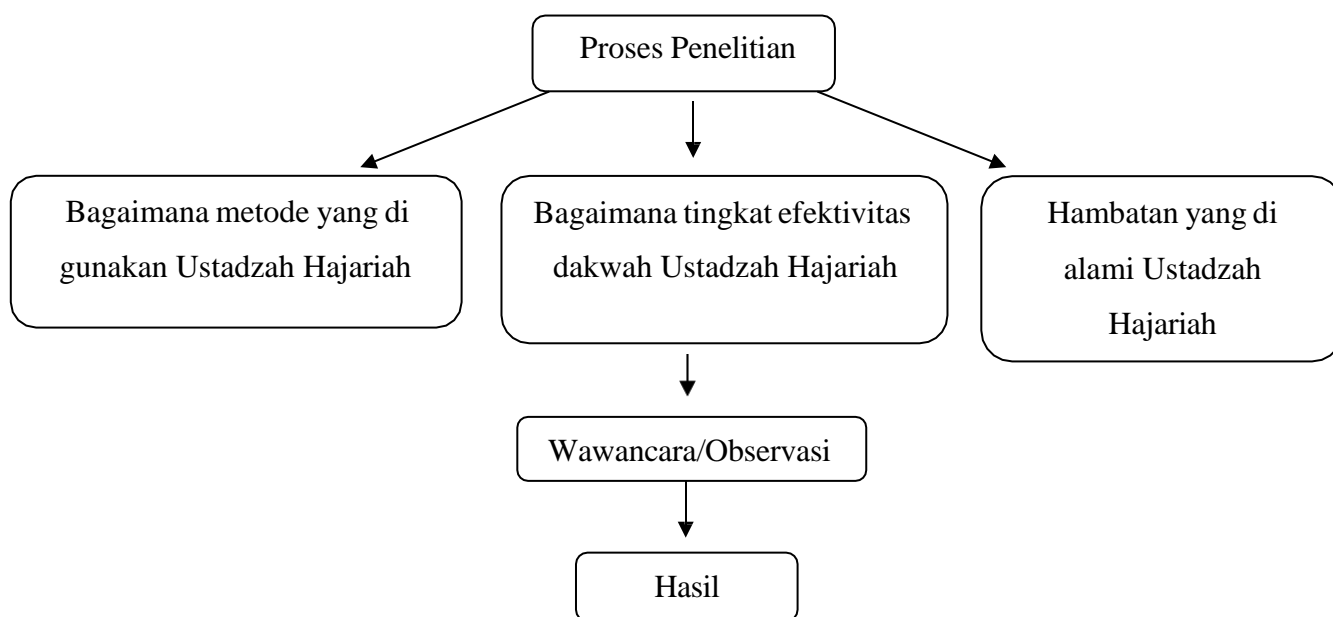 Proses Penelitian
Bagaimana metode yang di
gunakan Ustadzah Hajariah
Bagaimana tingkat efektivitas
dakwah Ustadzah Hajariah
Hambatan yang di
alami Ustadzah
Hajariah
Wawancara/Observasi
Hasil